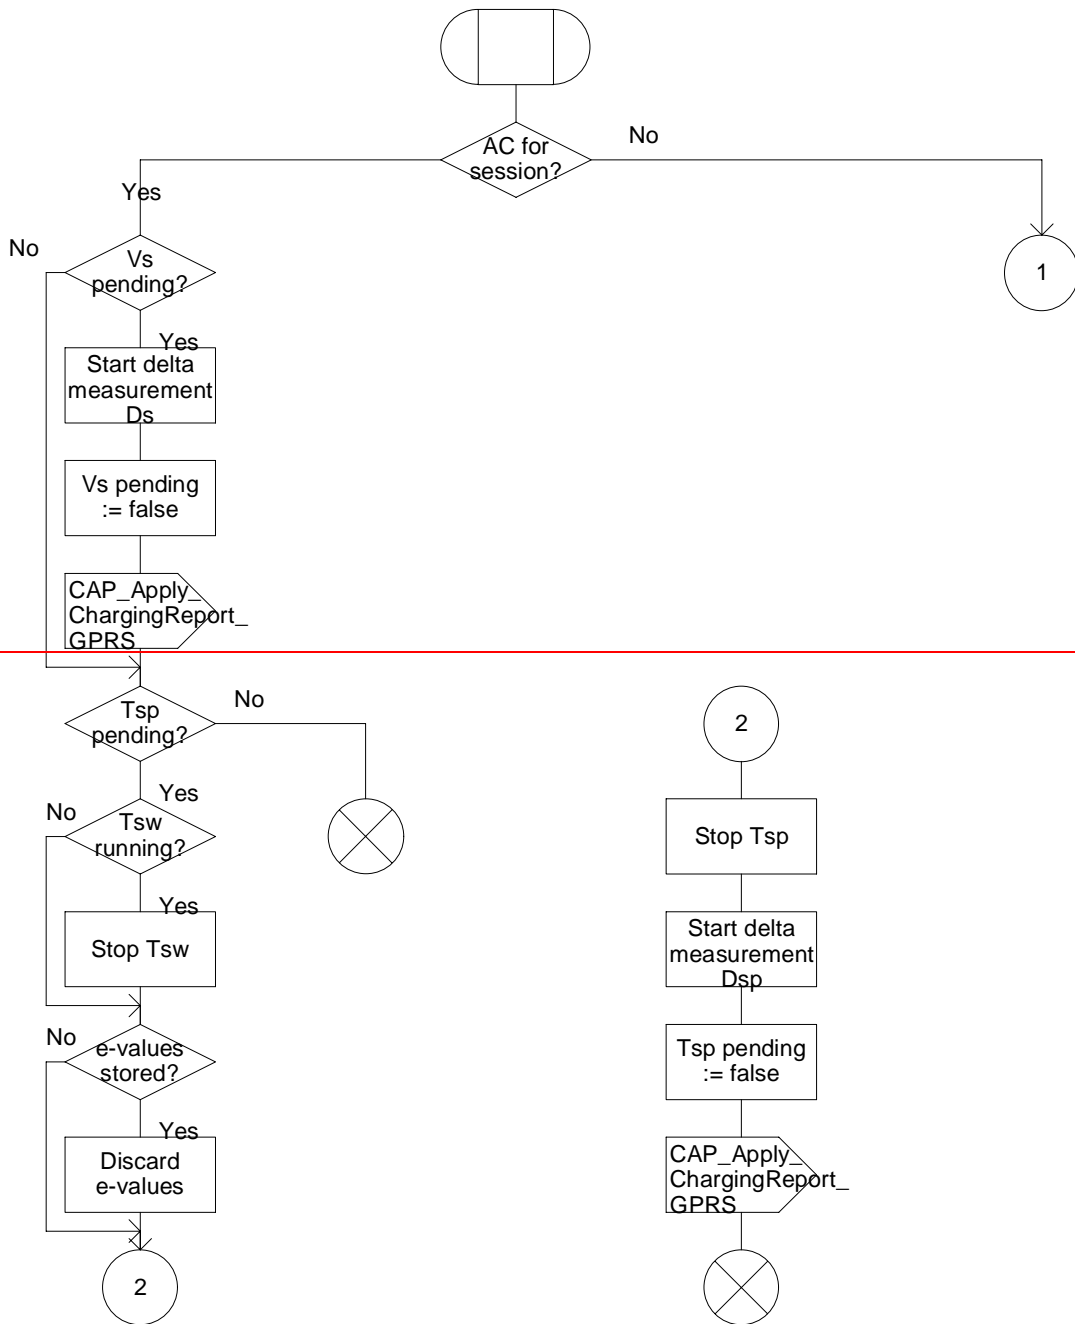 AC for
session?
No
Yes
No
Vs
pending?
1
Yes
Start delta
measurement
Ds
Vs pending
:= false
CAP_Apply_
ChargingReport_
GPRS
Tsp
pending?
No
2
Yes
No
Tsw
running?
Stop Tsp
Yes
Stop Tsw
Start delta
measurement
Dsp
No
e-values
stored?
Tsp pending
:= false
Yes
Discard
e-values
CAP_Apply_
ChargingReport_
GPRS
2